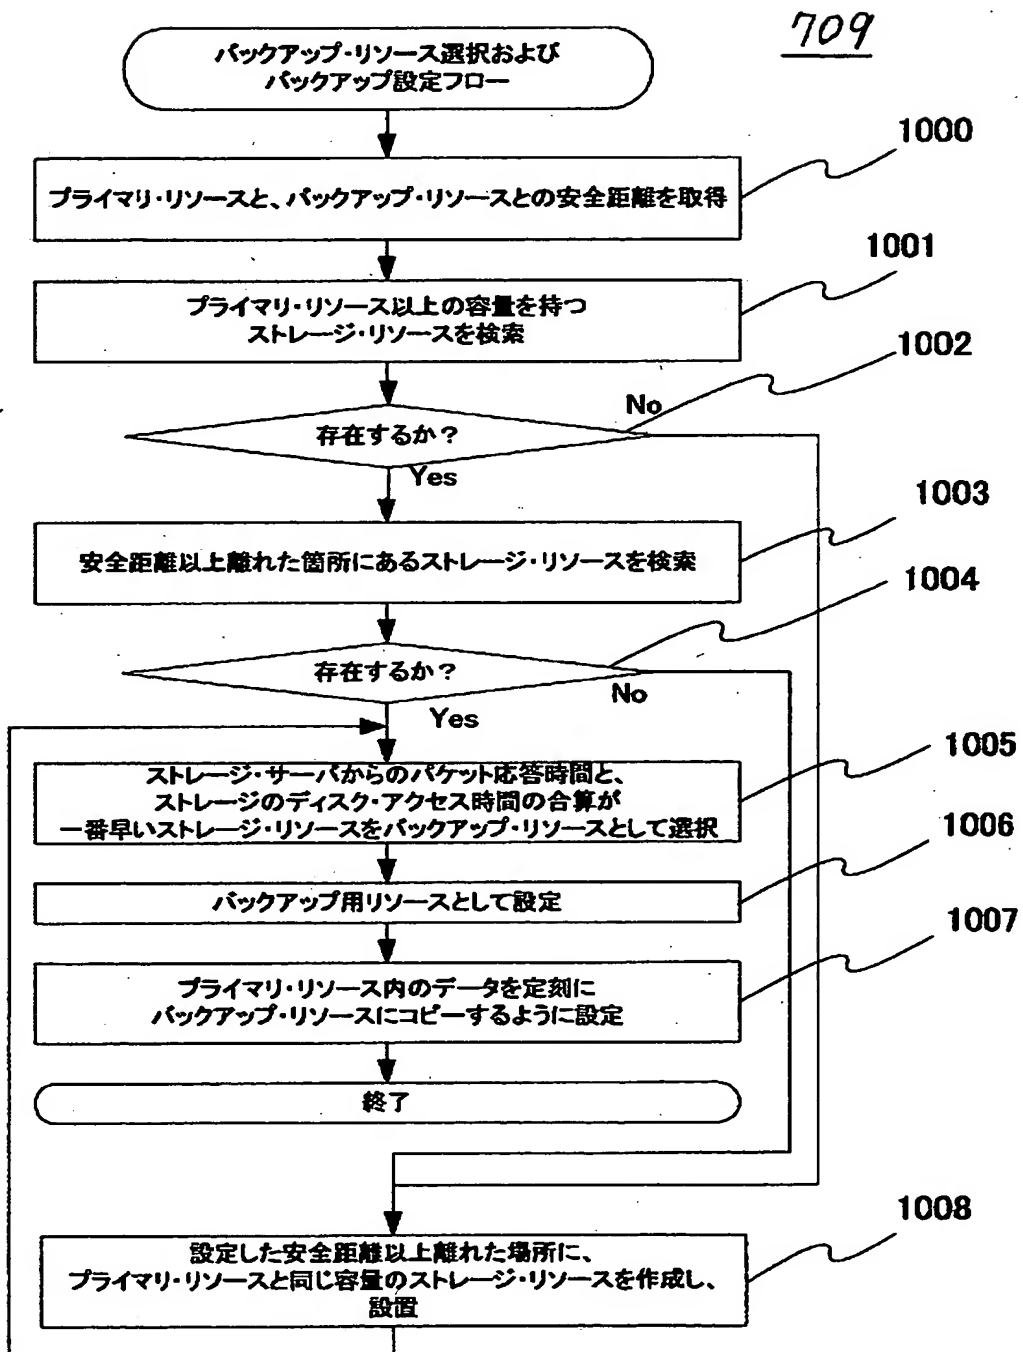 709
バックアップ・リソース選択および
バックアップ設定フロー
1000
プライマリ・リソースと、バックアップ・リソースとの安全距離を取得
1001
プライマリ・リソース以上の容量を持つ
ストレージ・リソースを検索
1002
存在するか?
No
Yes
1003
安全距離以上離れた箇所にあるストレージ・リソースを検索
1004
存在するか?
No
Yes
1005
ストレージ・サーバからのパケット応答時間と、
ストレージのディスク・アクセス時間の合算が
一番早いストレージ・リソースをバックアップ・リソースとして選択
1006
バックアップ用リソースとして設定
1007
プライマリ・リソース内のデータを定刻に
バックアップ・リソースにコピーするように設定
終了
1008
設定した安全距離以上離れた場所に、
プライマリ・リソースと同じ容量のストレージ・リソースを作成し、
設置